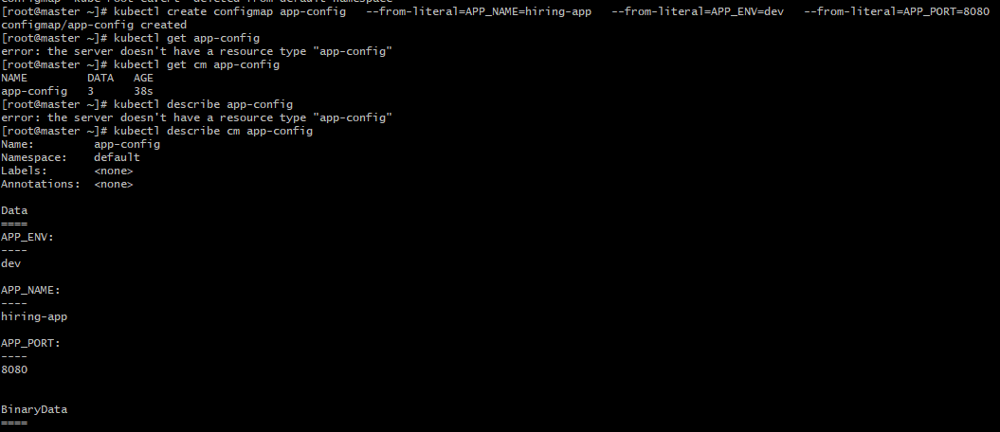 [root@master ~]# kubectl create configmap app-config   --from-literal=APP_NAME=hiring-app   --from-literal=APP_ENV=dev   --from-literal=APP_PORT=8080
configmap/app-config created
[root@master ~]# kubectl get app-config
error: the server doesn't have a resource type "app-config"
[root@master ~]# kubectl get cm app-config
NAME         DATA   AGE
app-config   3      38s
[root@master ~]# kubectl describe app-config
error: the server doesn't have a resource type "app-config"
[root@master ~]# kubectl describe cm app-config
Name:         app-config
Namespace:    default
Labels:       <none>
Annotations:  <none>

Data
====
APP_ENV:
----
dev

APP_NAME:
----
hiring-app

APP_PORT:
----
8080


BinaryData
====